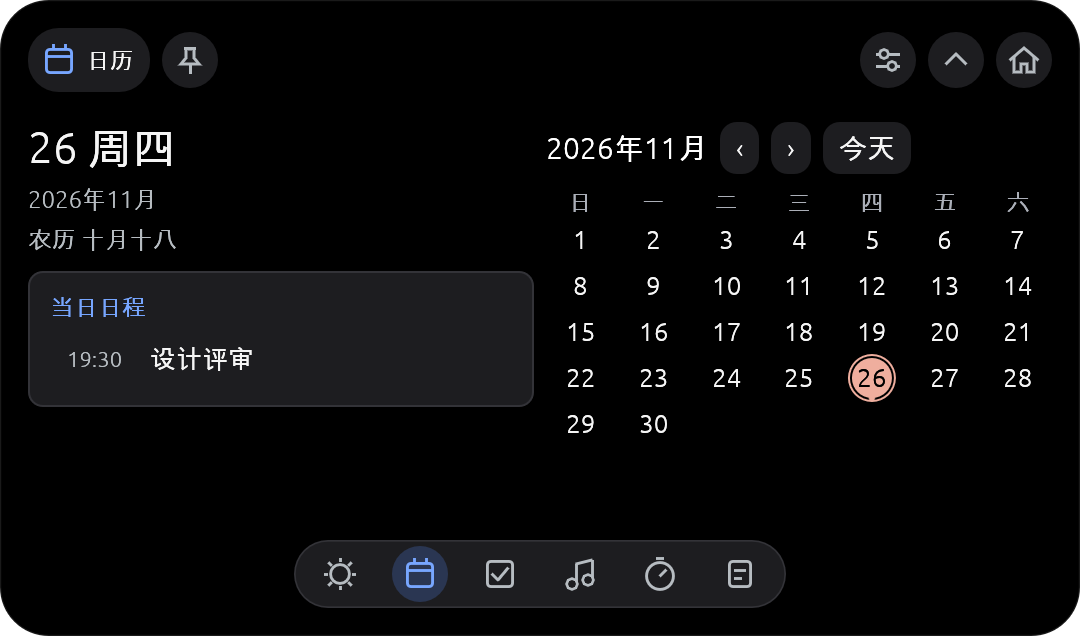 日历
26 周四
2026年11月
农历 十月十八
当日日程
19:30 设计评审
2026年11月 ‹ › 今天
日 一 二 三 四 五 六
1 2 3 4 5 6 7
8 9 10 11 12 13 14
15 16 17 18 19 20 21
22 23 24 25 26 27 28
29 30